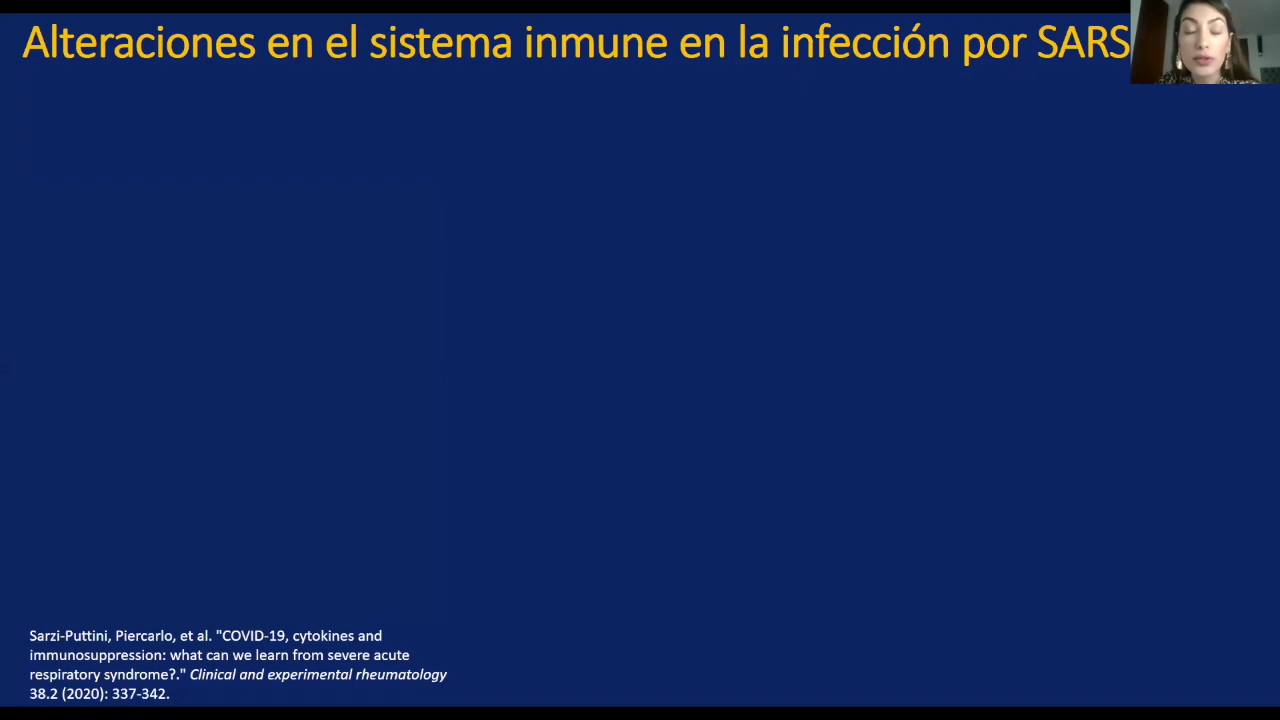 Alteraciones en el sistema inmune en la infección por SARS
Sarzi-Puttini, Piercarlo, et al. "COVID-19, cytokines and
immunosuppression: what can we learn from severe acute
respiratory syndrome?." Clinical and experimental rheumatology
38.2 (2020): 337-342.